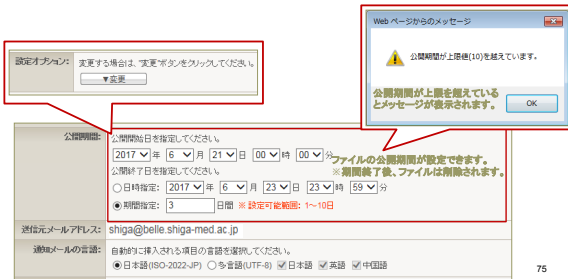 設定オプション: 変更する場合は、"変更"ボタンをクリックしてください。
▼変更
Web ページからのメッセージ
公開期間が上限値(10)を越えています。
公開期間が上限を超えている
とメッセージが表示されます。
OK
公開期間: 公開開始日を指定してください。
2017 年 6 月 21 日 00 時 00 分
ファイルの公開期間が設定できます。
公開終了日を指定してください。
※期間終了後、ファイルは削除されます。
日時指定: 2017 年 6 月 23 日 23 時 59 分
期間指定: 3 日間 ※ 設定可能範囲: 1～10日
送信元メールアドレス: shiga@belle.shiga-med.ac.jp
通知メールの言語: 自動的に挿入される項目の言語を選択してください。
日本語(ISO-2022-JP) 多言語(UTF-8) 日本語 英語 中国語
75